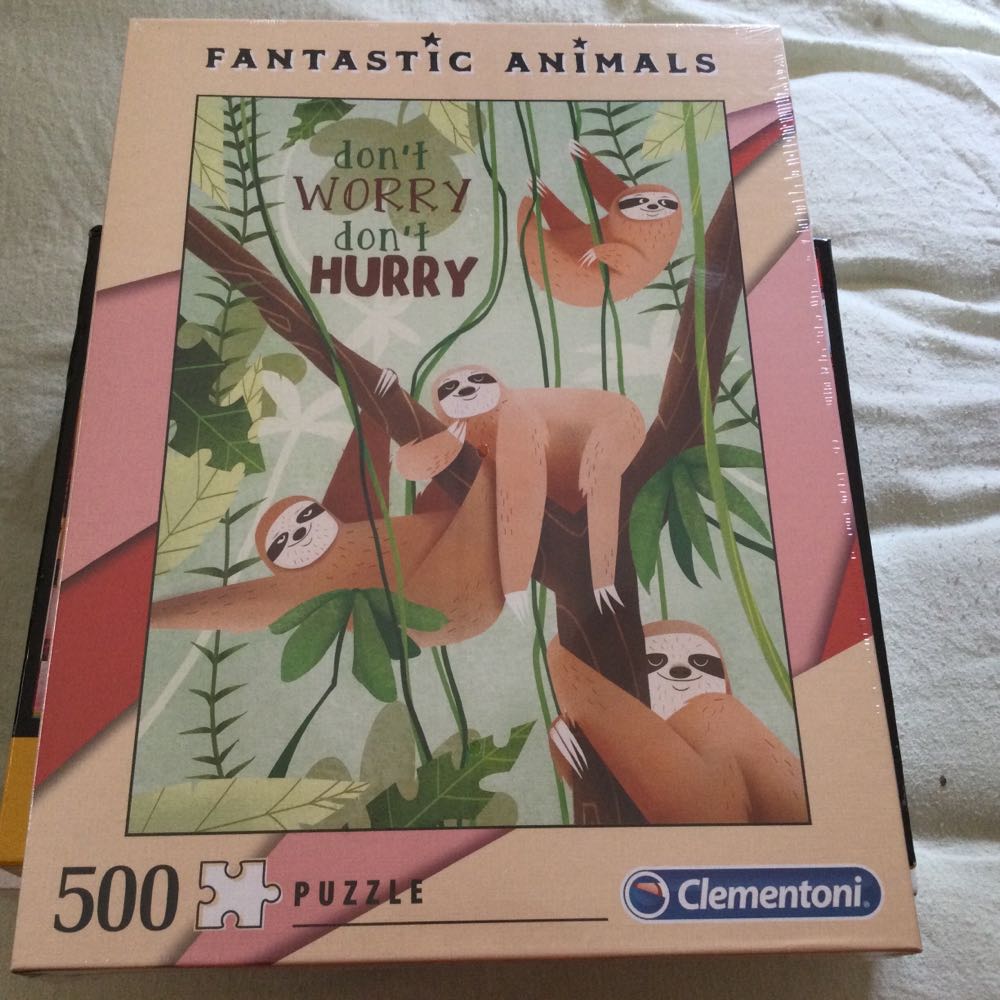 FANTASTIC ANIMALS
don't
WORRY
don't
HURRY
500 PUZZLE
Clementoni